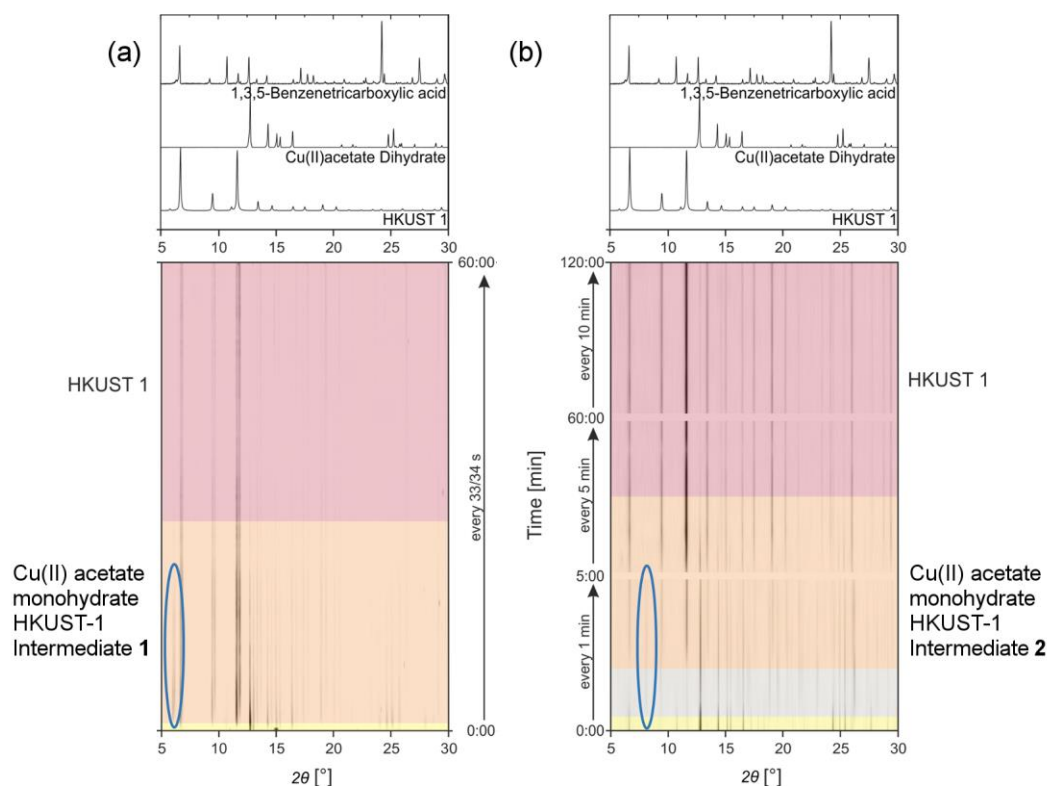 (a)
1,3,5-Benzenetricarboxylic acid
Cu(II)acetate Dihydrate
HKUST 1
5 10 15 20 25 30
60:00
HKUST 1
every 33/34 s
Cu(II) acetate
monohydrate
HKUST-1
Intermediate 1
0:00
5 10 15 20 25 30
2θ [°]
(b)
1,3,5-Benzenetricarboxylic acid
Cu(II)acetate Dihydrate
HKUST 1
5 10 15 20 25 30
120:00
every 10 min
HKUST 1
60:00
Time [min]
every 5 min
5:00
every 1 min
Cu(II) acetate
monohydrate
HKUST-1
Intermediate 2
0:00
5 10 15 20 25 30
2θ [°]